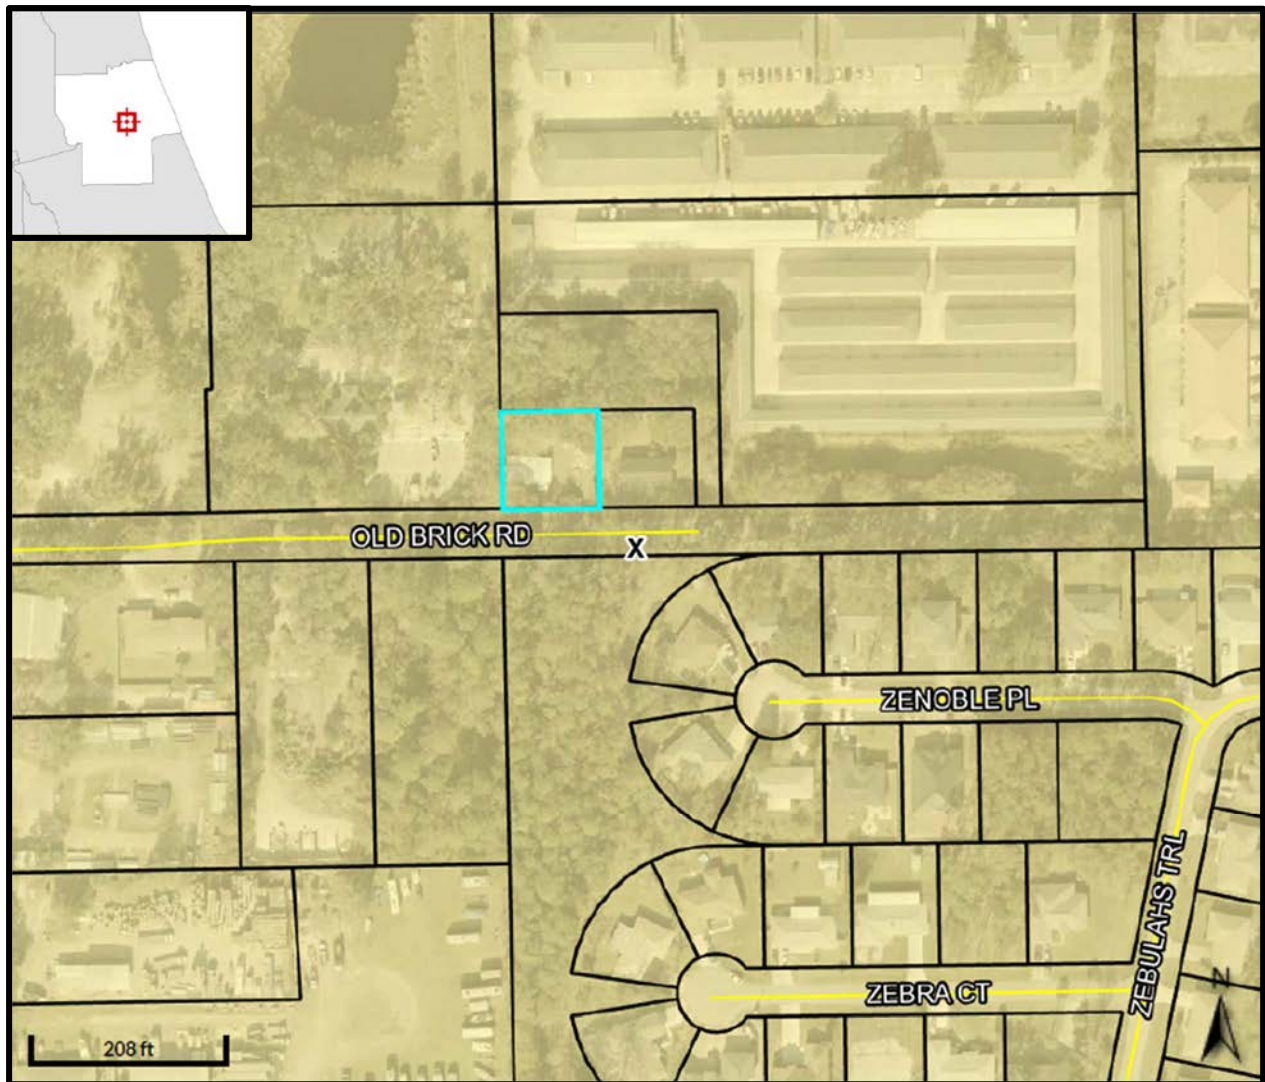 OLD BRICK RD
X
ZENOBLE PL
ZEBULAHS TRL
ZEBRA CT
N
208 ft